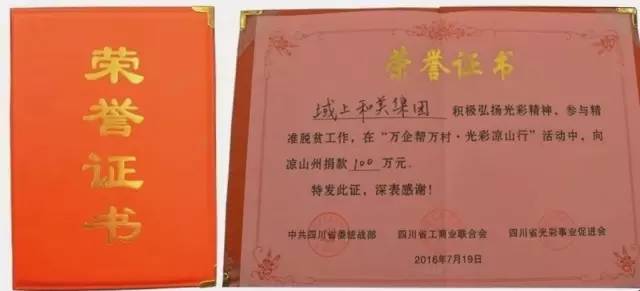 荣
誉
证
书
荣誉证书
域上和美集团 积极弘扬光彩精神，参与精
准脱贫工作，在“万企帮万村·光彩凉山行”活动中，向
凉山州捐款 100 万元。
特发此证，深表感谢！
中共四川省委统战部 四川省工商业联合会 四川省光彩事业促进会
2016年7月19日